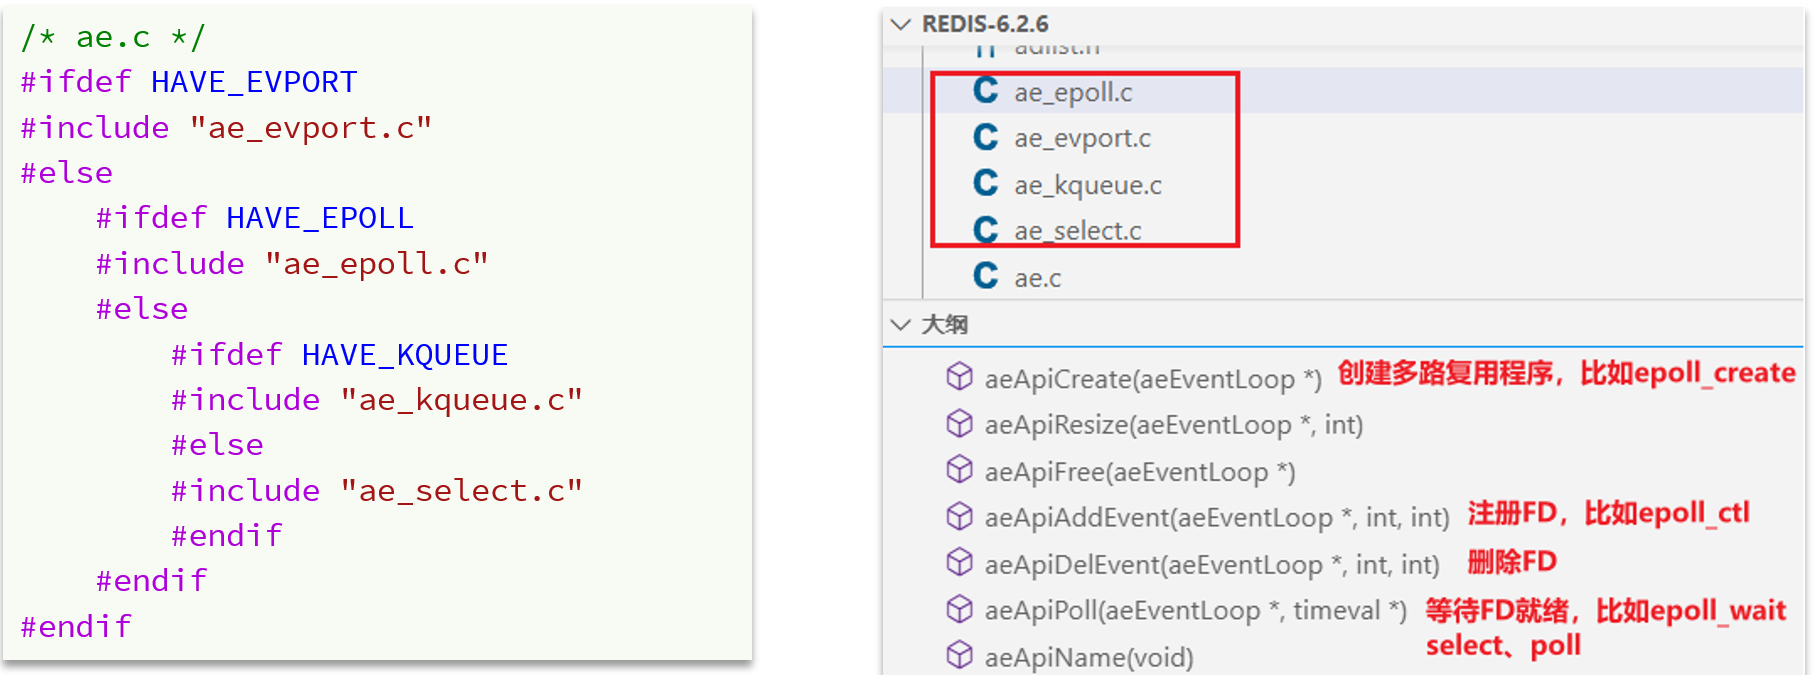 /* ae.c */
#ifdef HAVE_EVPORT
#include "ae_evport.c"
#else
#ifdef HAVE_EPOLL
#include "ae_epoll.c"
#else
#ifdef HAVE_KQUEUE
#include "ae_kqueue.c"
#else
#include "ae_select.c"
#endif
#endif
#endif
REDIS-6.2.6
adlist.h
C ae_epoll.c
C ae_evport.c
C ae_kqueue.c
C ae_select.c
C ae.c
大纲
aeApiCreate(aeEventLoop *) 创建多路复用程序，比如epoll_create
aeApiResize(aeEventLoop *, int)
aeApiFree(aeEventLoop *)
aeApiAddEvent(aeEventLoop *, int, int) 注册FD，比如epoll_ctl
aeApiDelEvent(aeEventLoop *, int, int) 删除FD
aeApiPoll(aeEventLoop *, timeval *) 等待FD就绪，比如epoll_wait
select、poll
aeApiName(void)